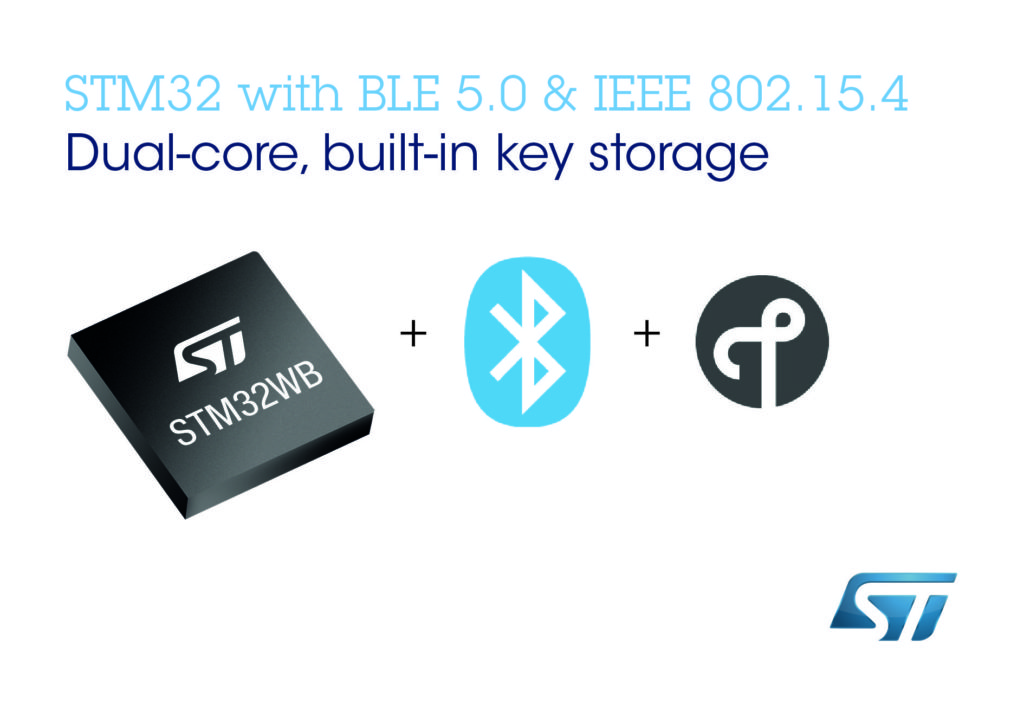 STM32 with BLE 5.0 & IEEE 802.15.4
Dual-core, built-in key storage
ST
STM32WB
+
+
ST